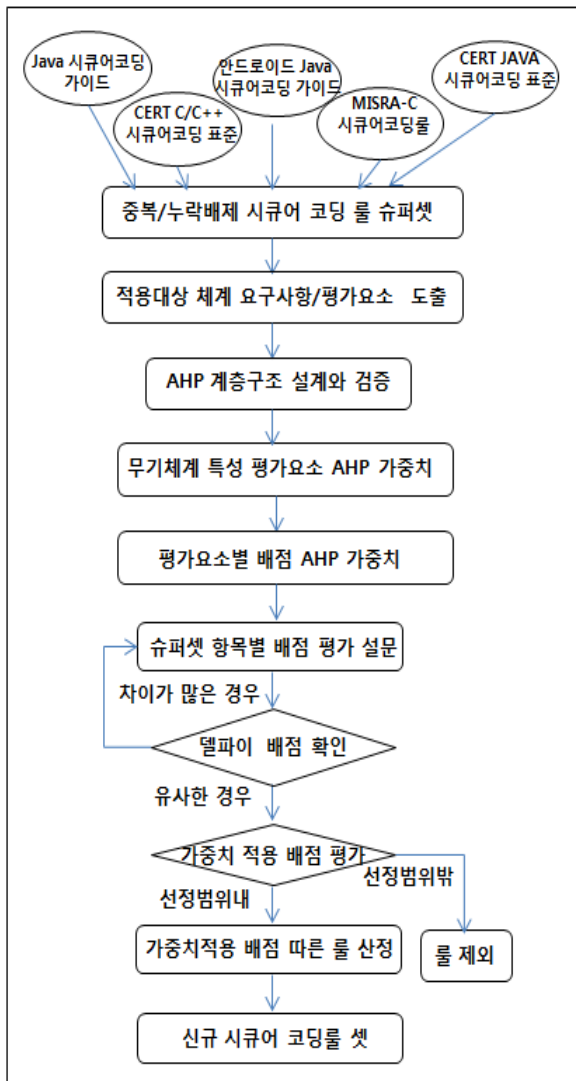 Java 시큐어코딩
가이드
CERT C/C++
시큐어코딩 표준
안드로이드 Java
시큐어코딩 가이드
MISRA-C
시큐어코딩룰
CERT JAVA
시큐어코딩 표준
중복/누락배제 시큐어 코딩 룰 슈퍼셋
적용대상 체계 요구사항/평가요소 도출
AHP 계층구조 설계와 검증
무기체계 특성 평가요소 AHP 가중치
평가요소별 배점 AHP 가중치
슈퍼셋 항목별 배점 평가 설문
차이가 많은 경우
델파이 배점 확인
유사한 경우
가중치 적용 배점 평가
선정범위밖
선정범위내
가중치적용 배점 따른 룰 산정
룰 제외
신규 시큐어 코딩룰 셋